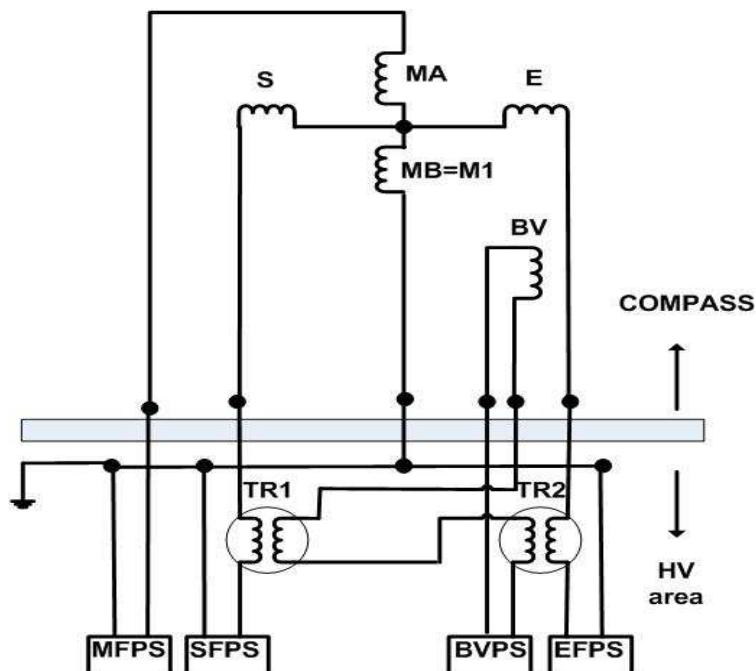 MA
S
E
MB=M1
BV
COMPASS
TR1
TR2
HV
area
MFPS
SFPS
BVPS
EFPS